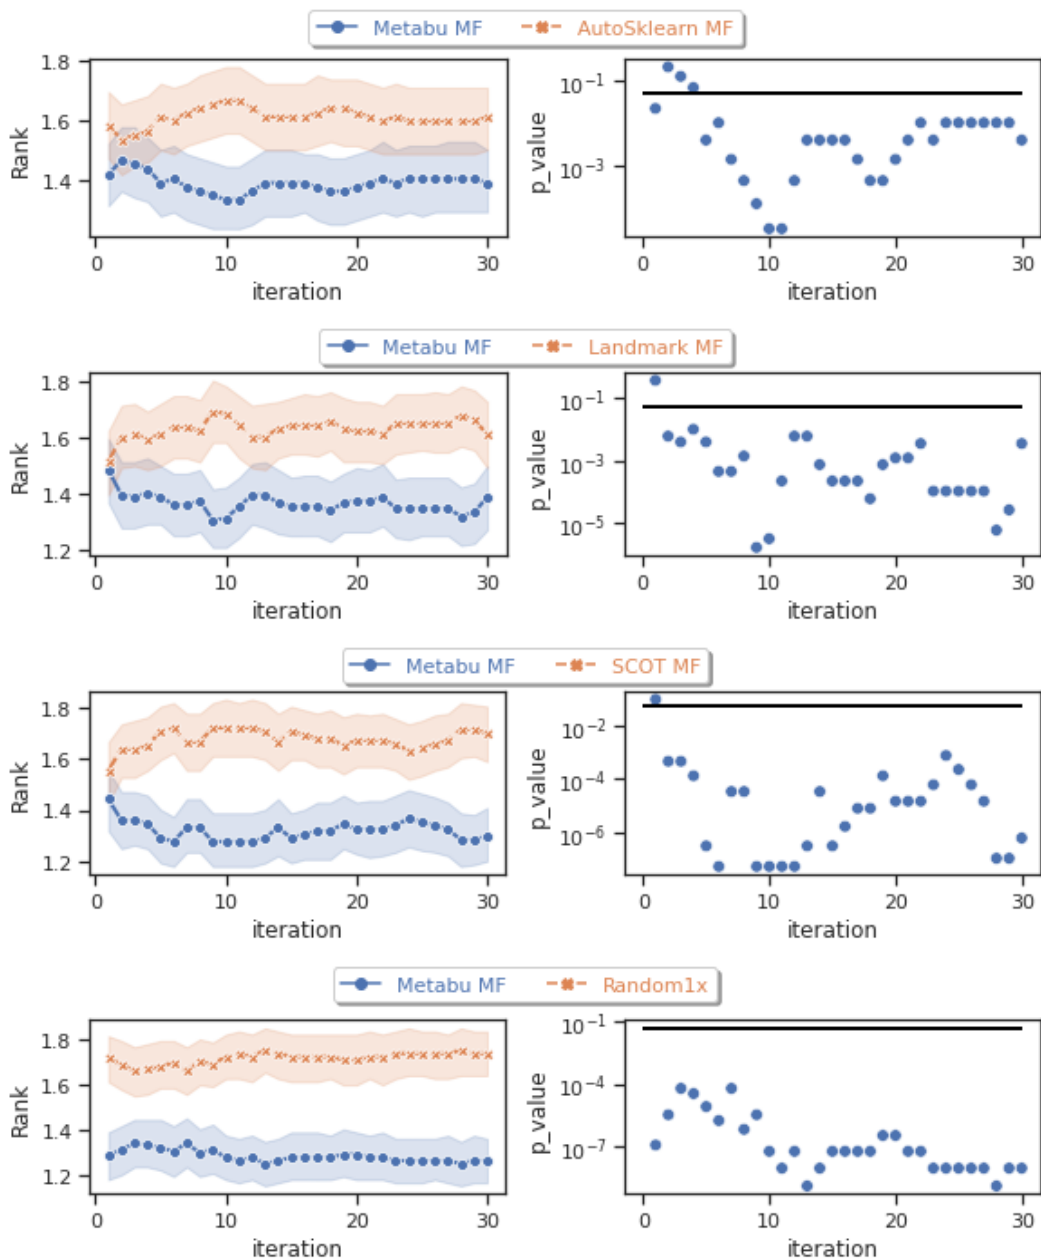 Metabu MF AutoSklearn MF
1.8
1.6
1.4
Rank
0 10 20 30
iteration
10−1
10−3
p_value
0 10 20 30
iteration
Metabu MF Landmark MF
1.8
1.6
1.4
1.2
Rank
0 10 20 30
iteration
10−1
10−3
10−5
p_value
0 10 20 30
iteration
Metabu MF SCOT MF
1.8
1.6
1.4
1.2
Rank
0 10 20 30
iteration
10−2
10−4
10−6
p_value
0 10 20 30
iteration
Metabu MF Random1x
1.8
1.6
1.4
1.2
Rank
0 10 20 30
iteration
10−1
10−4
10−7
p_value
0 10 20 30
iteration